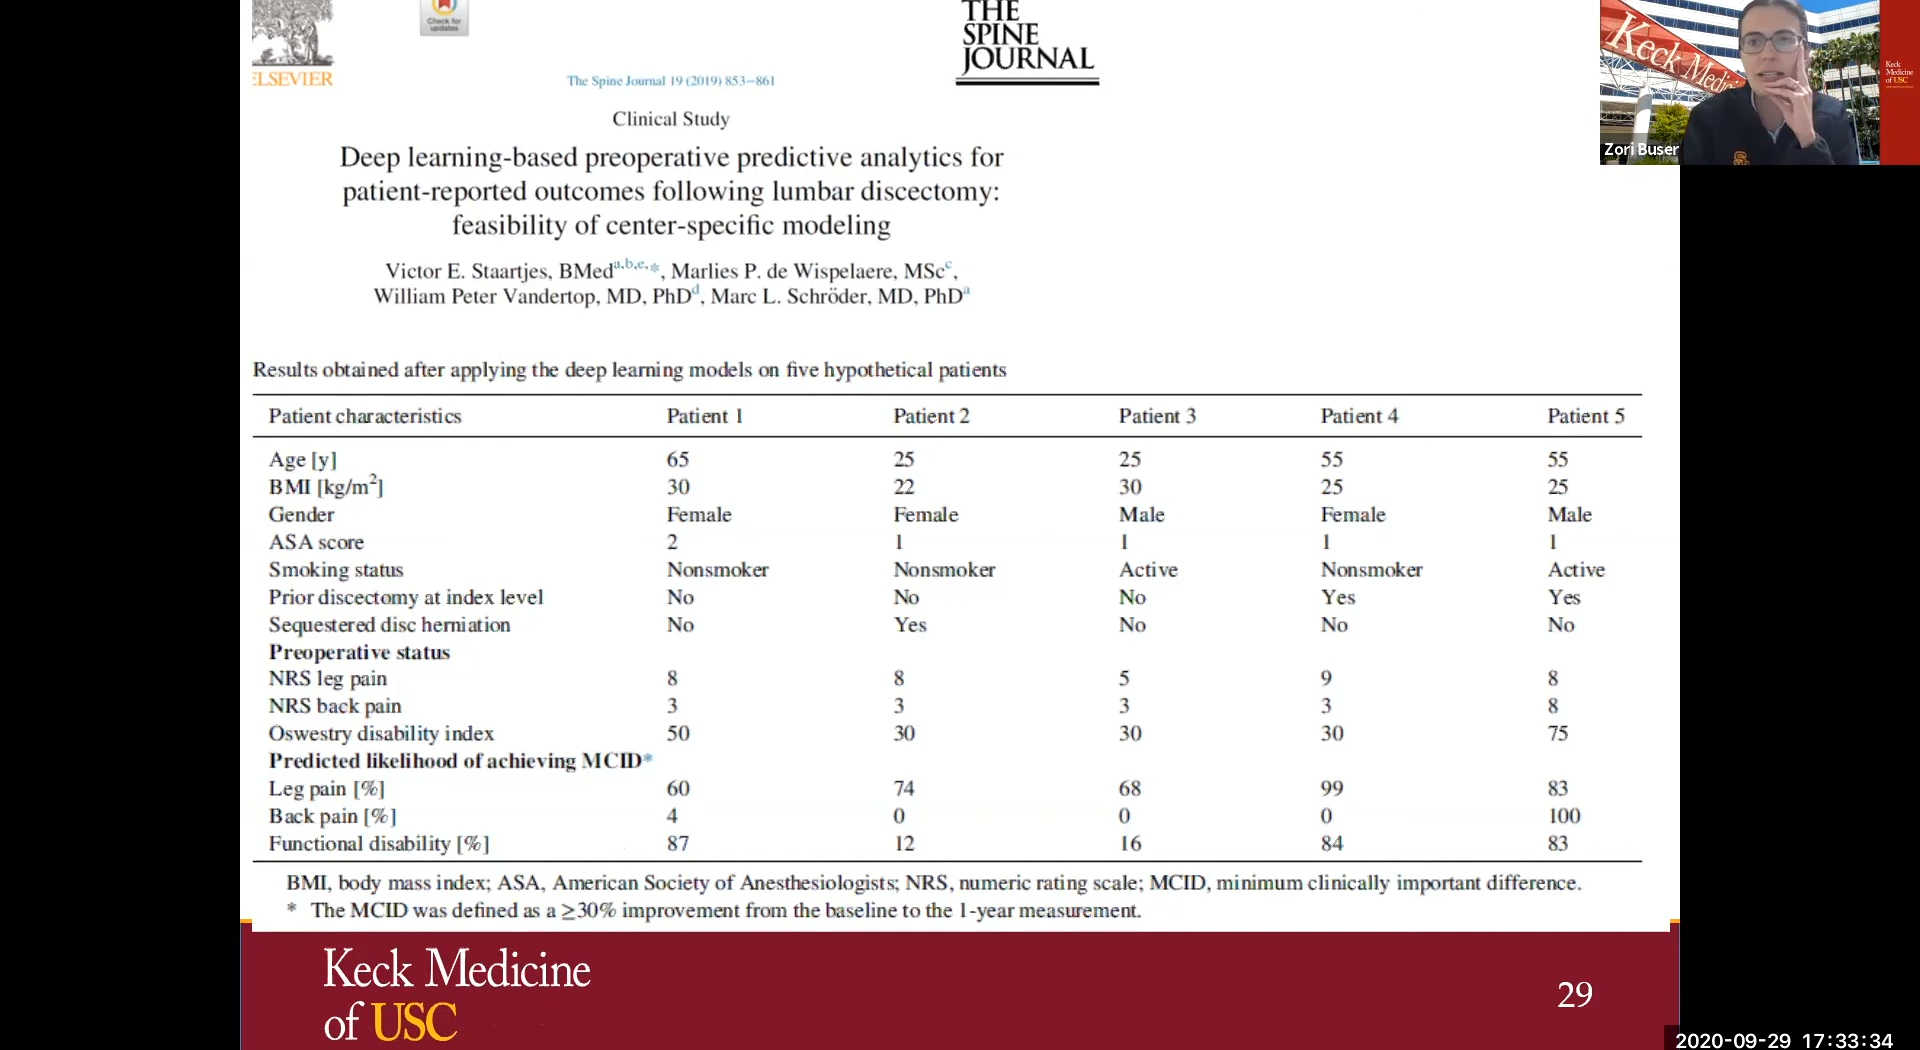 ELSEVIER
Check for
updates
THE
SPINE
JOURNAL
The Spine Journal 19 (2019) 853–861
Clinical Study
Deep learning-based preoperative predictive analytics for
patient-reported outcomes following lumbar discectomy:
feasibility of center-specific modeling
Victor E. Staartjes, BMed^a,b,c,*, Marlies P. de Wispelaere, MSc^c,
William Peter Vandertop, MD, PhD^d, Marc L. Schröder, MD, PhD^a
Results obtained after applying the deep learning models on five hypothetical patients
Patient characteristics Patient 1 Patient 2 Patient 3 Patient 4 Patient 5
Age [y] 65 25 25 55 55
BMI [kg/m²] 30 22 30 25 25
Gender Female Female Male Female Male
ASA score 2 1 1 1 1
Smoking status Nonsmoker Nonsmoker Active Nonsmoker Active
Prior discectomy at index level No No No Yes Yes
Sequestered disc herniation No Yes No No No
Preoperative status
NRS leg pain 8 8 5 9 8
NRS back pain 3 3 3 3 8
Oswestry disability index 50 30 30 30 75
Predicted likelihood of achieving MCID*
Leg pain [%] 60 74 68 99 83
Back pain [%] 4 0 0 0 100
Functional disability [%] 87 12 16 84 83
BMI, body mass index; ASA, American Society of Anesthesiologists; NRS, numeric rating scale; MCID, minimum clinically important difference.
* The MCID was defined as a ≥30% improvement from the baseline to the 1-year measurement.
Keck Medicine
of USC
29
Keck Medici
Keck
Medicine
of USC
Zori Buser
2020-09-29 17:33:34